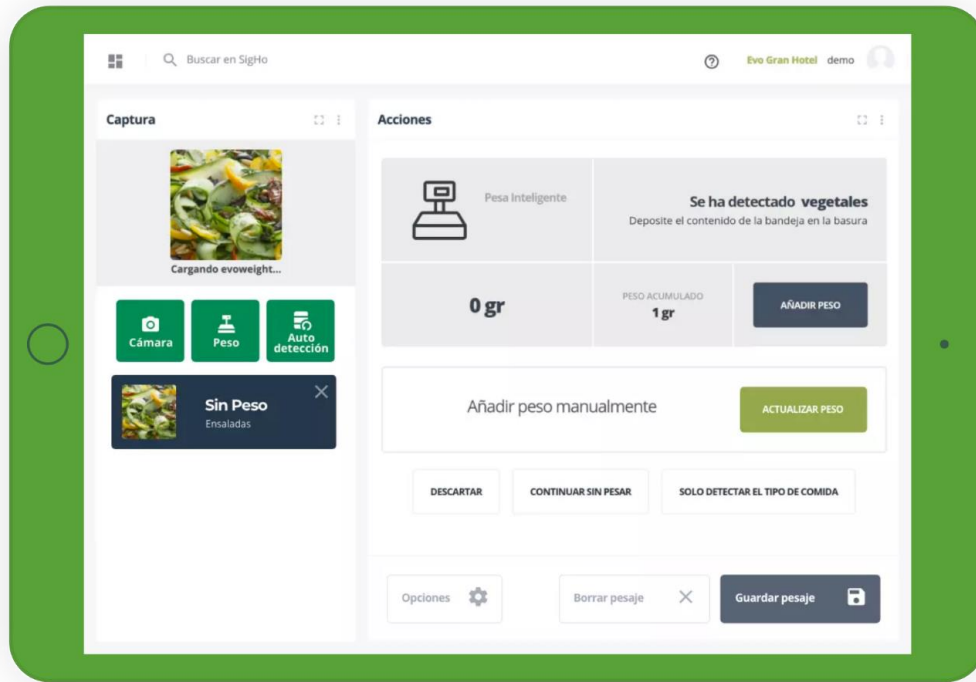 Buscar en SigHo
Evo Gran Hotel demo
Captura
Cargando evoweight...
Cámara
Peso
Auto
detección
Sin Peso
Ensaladas
Acciones
Pesa Inteligente
Se ha detectado vegetales
Deposite el contenido de la bandeja en la basura
0 gr
PESO ACUMULADO
1 gr
AÑADIR PESO
Añadir peso manualmente
ACTUALIZAR PESO
DESCARTAR
CONTINUAR SIN PESAR
SOLO DETECTAR EL TIPO DE COMIDA
Opciones
Borrar pesaje
Guardar pesaje